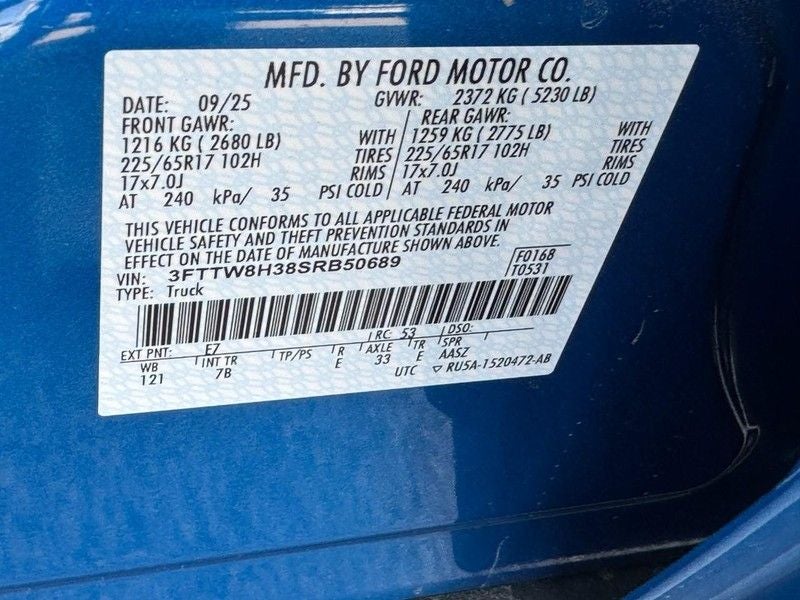 MFD. BY FORD MOTOR CO.
DATE: 09/25 GVWR: 2372 KG ( 5230 LB)
FRONT GAWR: REAR GAWR:
1216 KG ( 2680 LB) WITH 1259 KG ( 2775 LB) WITH
225/65R17 102H TIRES 225/65R17 102H TIRES
17x7.0J RIMS 17x7.0J RIMS
AT 240 kPa/ 35 PSI COLD AT 240 kPa/ 35 PSI COLD
THIS VEHICLE CONFORMS TO ALL APPLICABLE FEDERAL MOTOR
VEHICLE SAFETY AND THEFT PREVENTION STANDARDS IN
EFFECT ON THE DATE OF MANUFACTURE SHOWN ABOVE.
VIN: 3FTTW8H38SRB50689 F0168
TYPE: Truck T0531
EXT PNT: E7 RC: 53 DSO:
WB INT TR TP/PS R AXLE TR SPR
121 7B E 33 E AASZ
UTC ▽ RU5A-1520472-AB